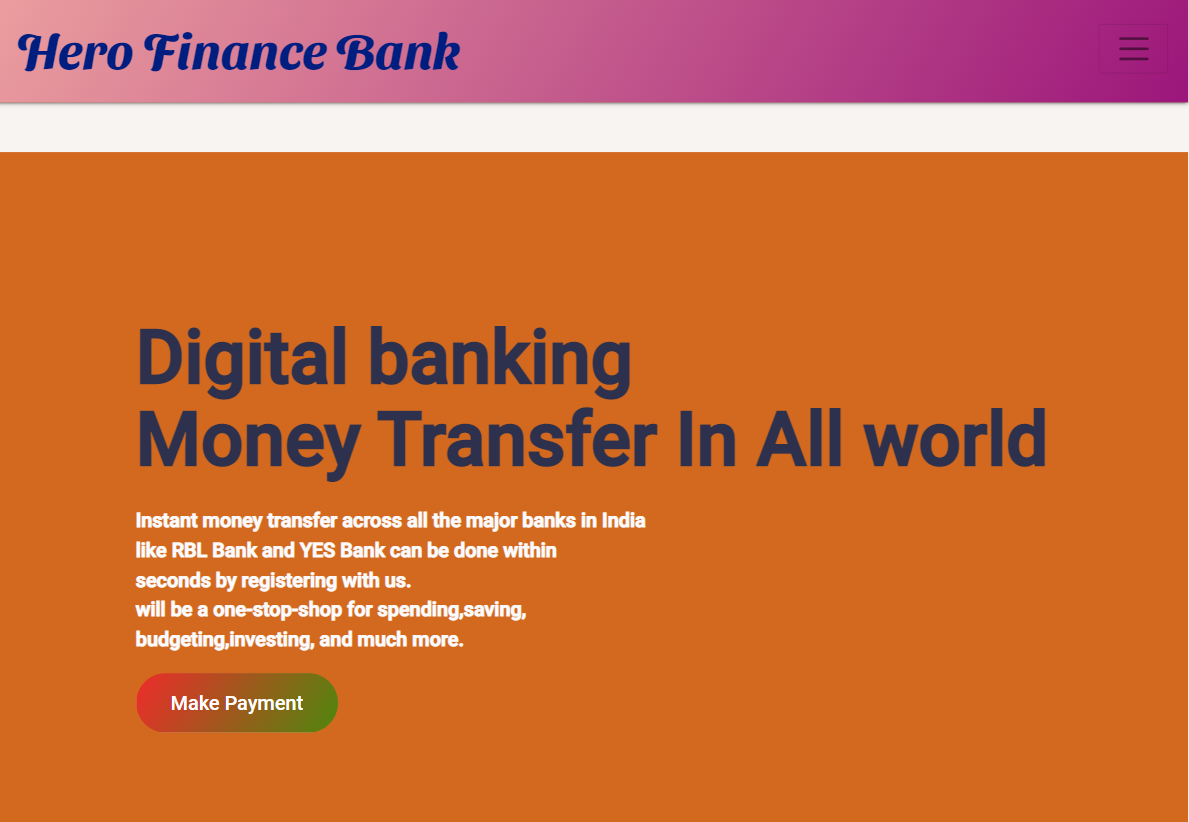 Hero Finance Bank
Digital banking
Money Transfer In All world
Instant money transfer across all the major banks in India
like RBL Bank and YES Bank can be done within
seconds by registering with us.
will be a one-stop-shop for spending,saving,
budgeting,investing, and much more.
Make Payment